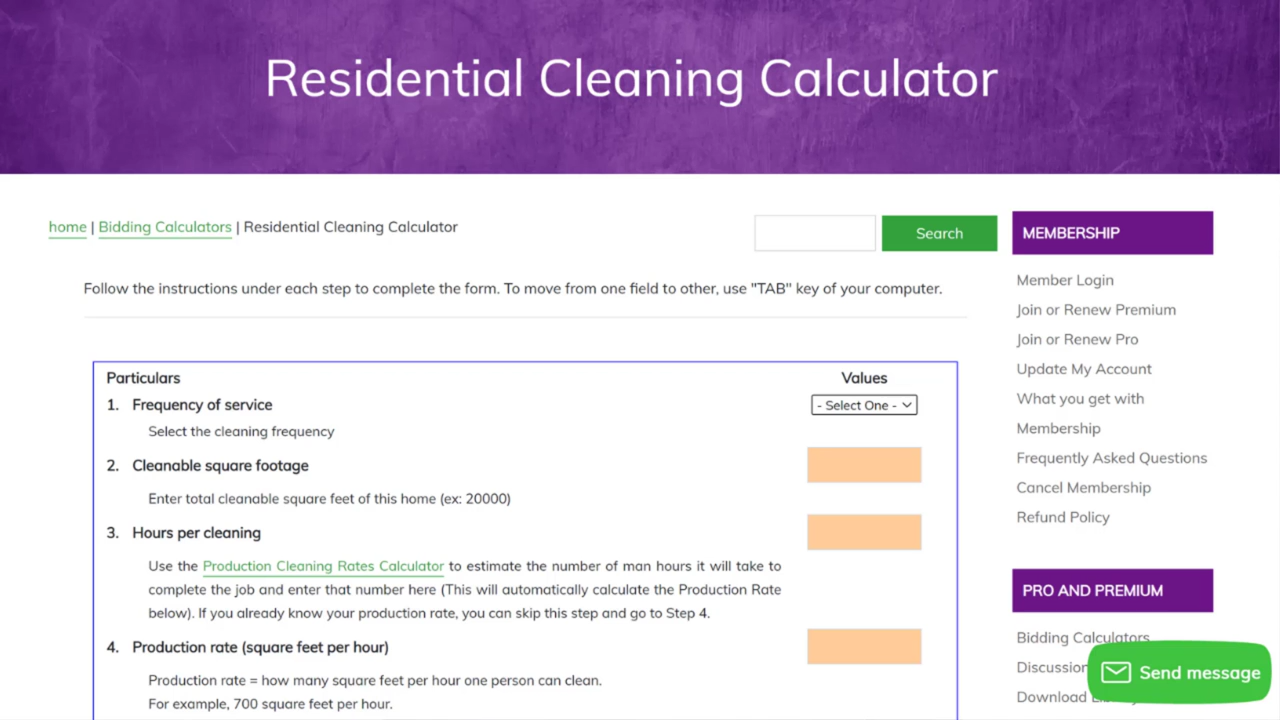 Residential Cleaning Calculator
home | Bidding Calculators | Residential Cleaning Calculator
Search
Follow the instructions under each step to complete the form. To move from one field to other, use "TAB" key of your computer.
Particulars
Values
1. Frequency of service
- Select One -
Select the cleaning frequency
2. Cleanable square footage
Enter total cleanable square feet of this home (ex: 20000)
3. Hours per cleaning
Use the Production Cleaning Rates Calculator to estimate the number of man hours it will take to
complete the job and enter that number here (This will automatically calculate the Production Rate
below). If you already know your production rate, you can skip this step and go to Step 4.
4. Production rate (square feet per hour)
Production rate = how many square feet per hour one person can clean.
For example, 700 square feet per hour.
MEMBERSHIP
Member Login
Join or Renew Premium
Join or Renew Pro
Update My Account
What you get with
Membership
Frequently Asked Questions
Cancel Membership
Refund Policy
PRO AND PREMIUM
Bidding Calculators
Discussion
Download
Send message